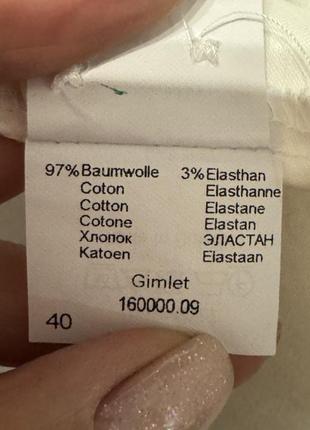 97% Baumwolle 3% Elasthan
Coton Elasthanne
Cotton Elastane
Cotone Elastan
Хлопок ЭЛАСТАН
Katoen Elastaan
Gimlet
160000.09
40